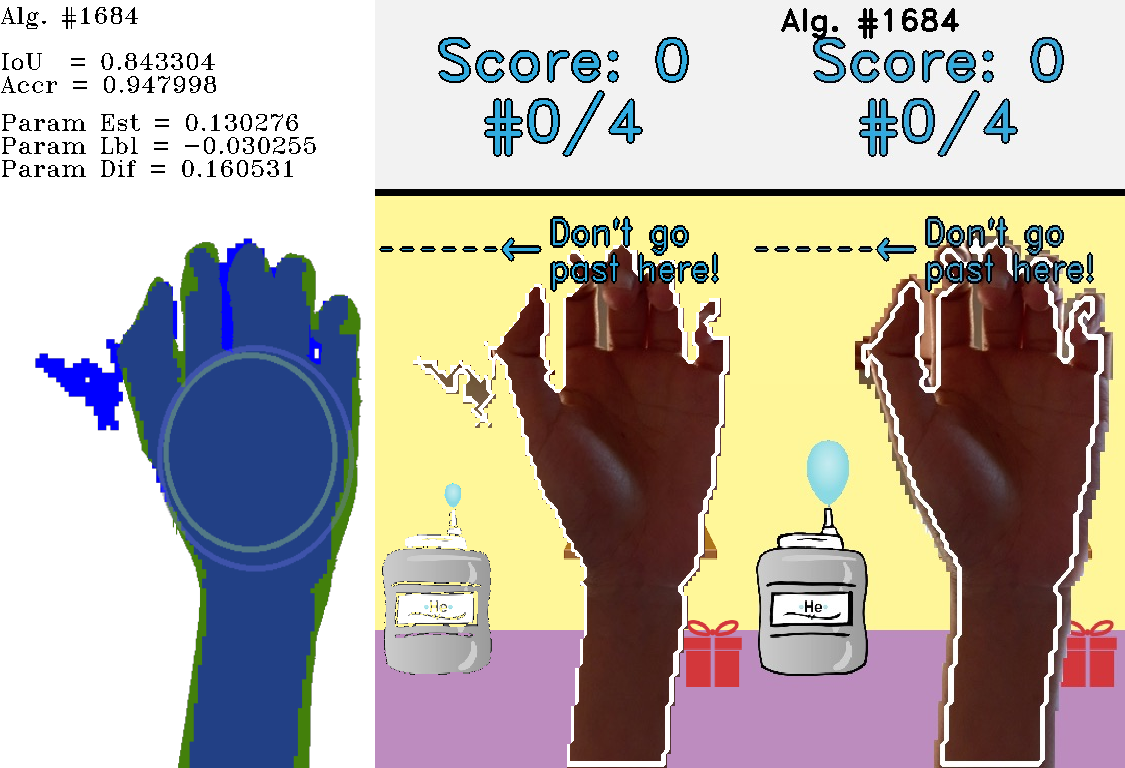 Alg. #1684
IoU = 0.843304
Accr = 0.947998
Param Est = 0.130276
Param Lbl = −0.030255
Param Dif = 0.160531
Score: 0
#0/4
Don't go
past here!
He
Alg. #1684
Score: 0
#0/4
Don't go
past here!
He